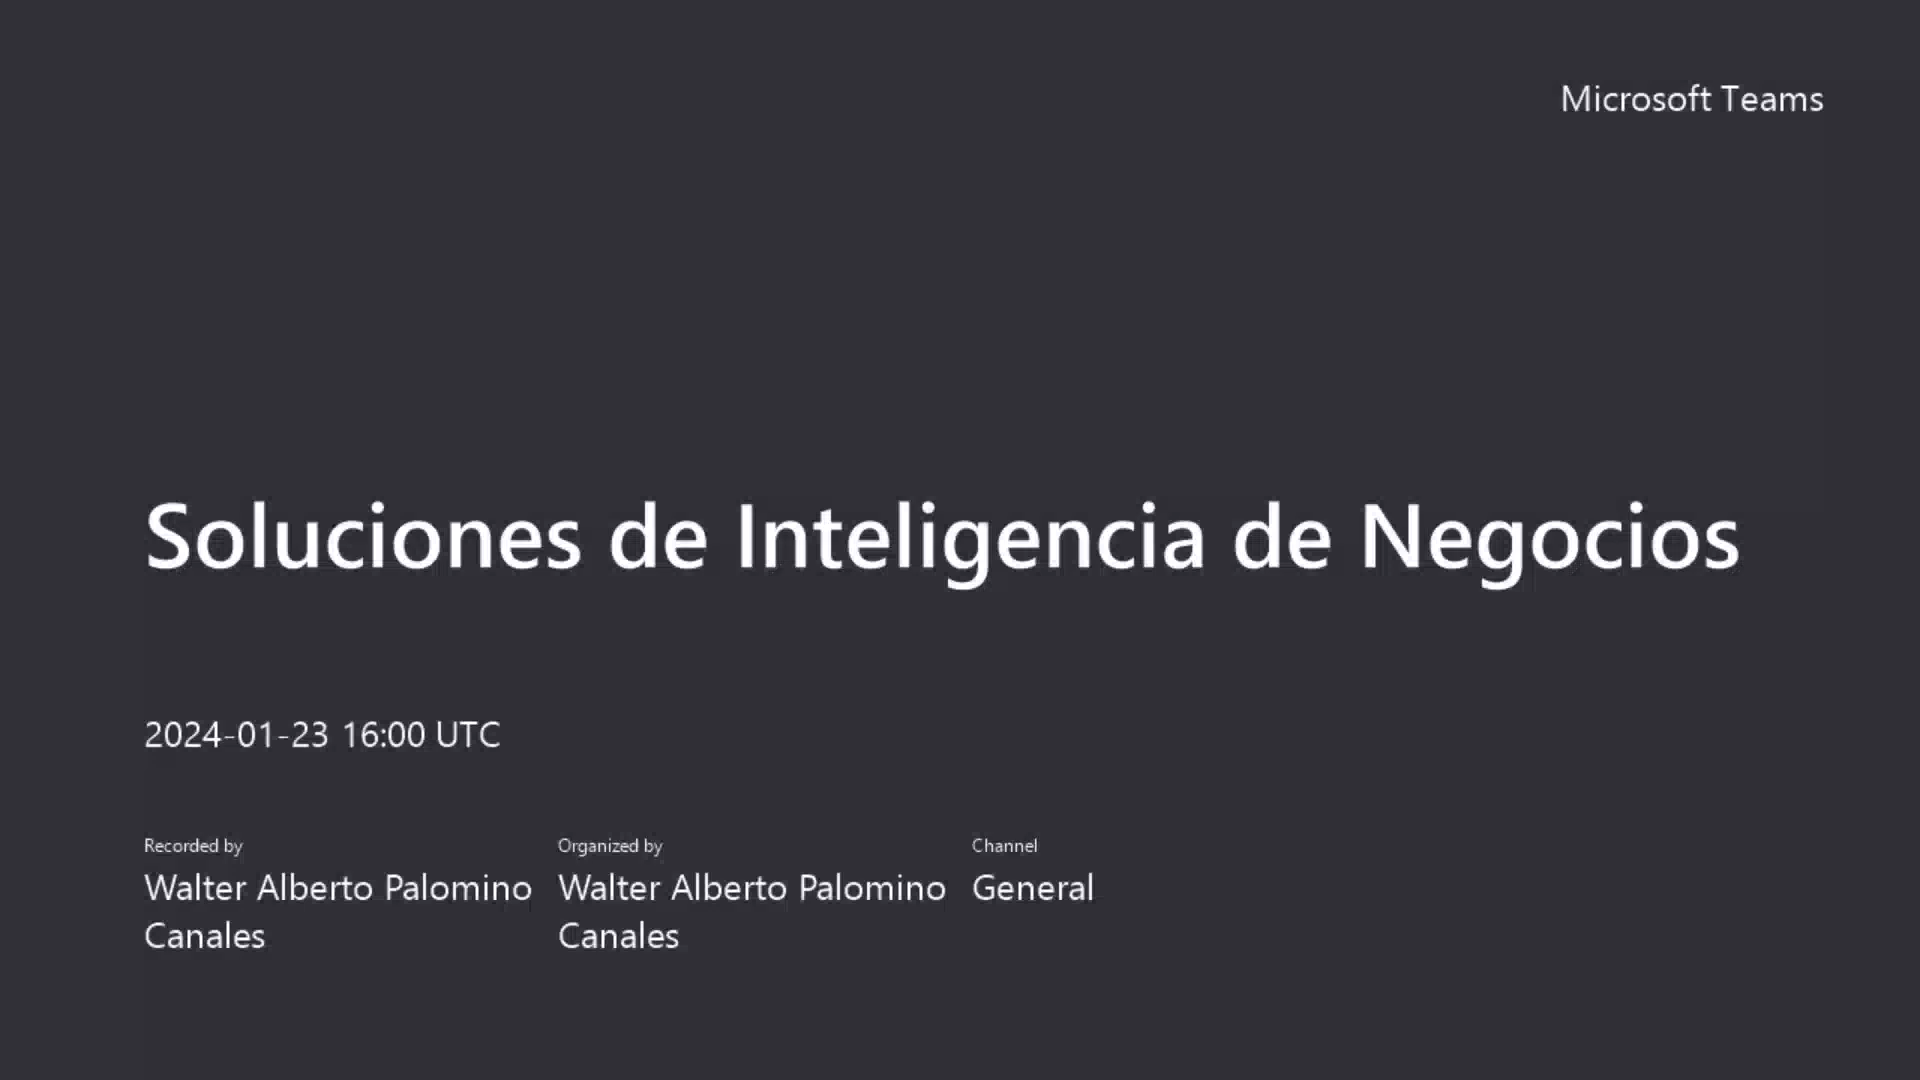 Microsoft Teams
Soluciones de Inteligencia de Negocios
2024-01-23 16:00 UTC
Recorded by
Walter Alberto Palomino
Canales
Organized by
Walter Alberto Palomino
Canales
Channel
General